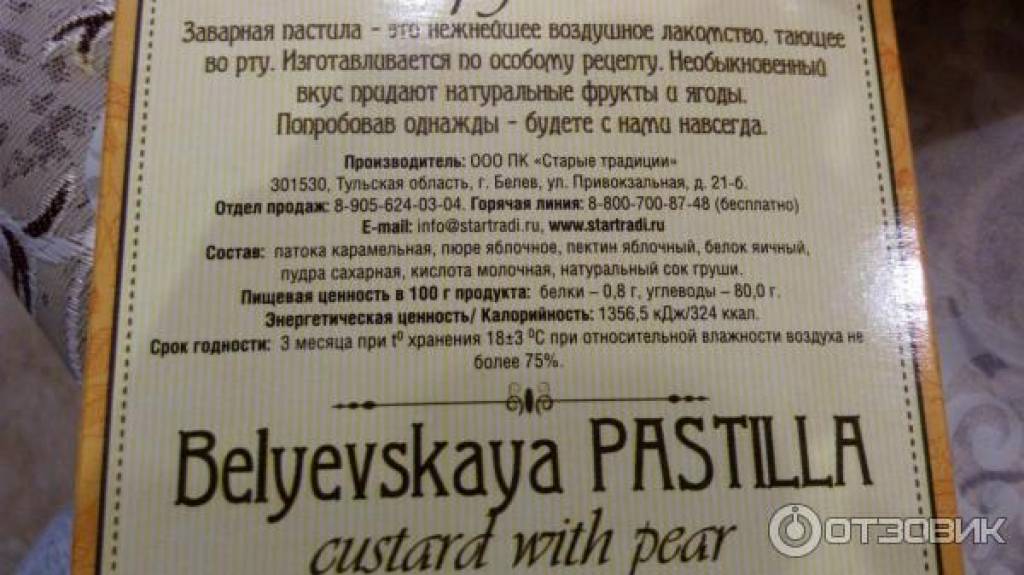 Заварная пастила - это нежнейшее воздушное лакомство, тающее
во рту. Изготавливается по особому рецепту. Необыкновенный
вкус придают натуральные фрукты и ягоды.
Попробовав однажды - будете с нами навсегда.
Производитель: ООО ПК «Старые традиции»
301530, Тульская область, г. Белев, ул. Привокзальная, д. 21-б.
Отдел продаж: 8-905-624-03-04. Горячая линия: 8-800-700-87-48 (бесплатно)
E-mail: info@startradi.ru, www.startradi.ru
Состав: патока карамельная, пюре яблочное, пектин яблочный, белок яичный,
пудра сахарная, кислота молочная, натуральный сок груши.
Пищевая ценность в 100 г продукта: белки – 0,8 г, углеводы – 80,0 г.
Энергетическая ценность/ Калорийность: 1356,5 кДж/324 ккал.
Срок годности: 3 месяца при tº хранения 18±3 ºС при относительной влажности воздуха не
более 75%.
Belyevskaya PASTILLA
custard with pear
ОТЗОВИК